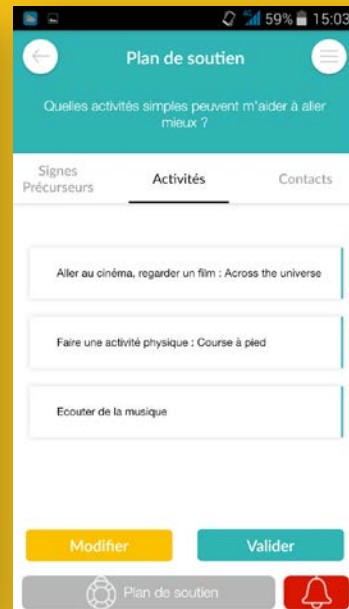 4G 59% 15:03
Plan de soutien
Quelles activités simples peuvent m'aider à aller
mieux ?
Signes
Précurseurs
Activités
Contacts
Aller au cinéma, regarder un film : Across the universe
Faire une activité physique : Course à pied
Ecouter de la musique
Modifier
Valider
Plan de soutien